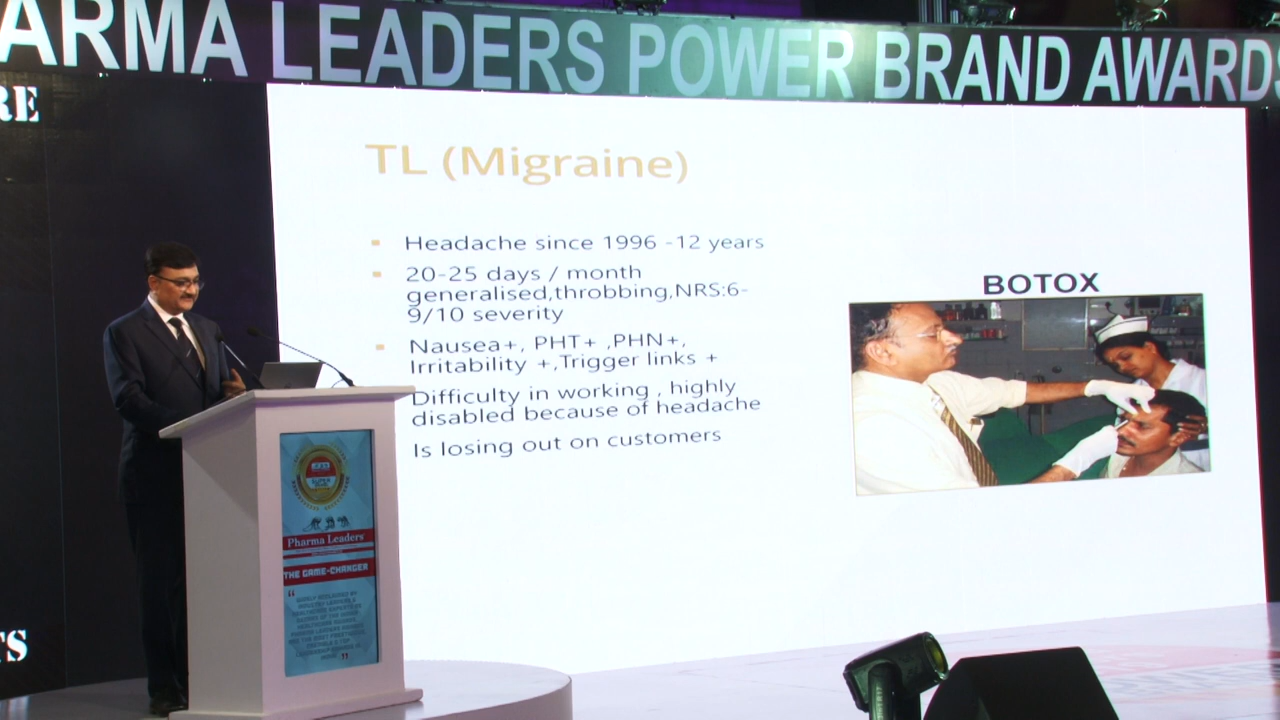 ARMA LEADERS POWER BRAND AWARDS
RE
TL (Migraine)
Headache since 1996 -12 years
20-25 days / month
generalised,throbbing,NRS:6-
9/10 severity
Nausea+, PHT+ ,PHN+,
Irritability +,Trigger links +
Difficulty in working , highly
disabled because of headache
Is losing out on customers
BOTOX
Pharma Leaders
THE GAME-CHANGER
TS